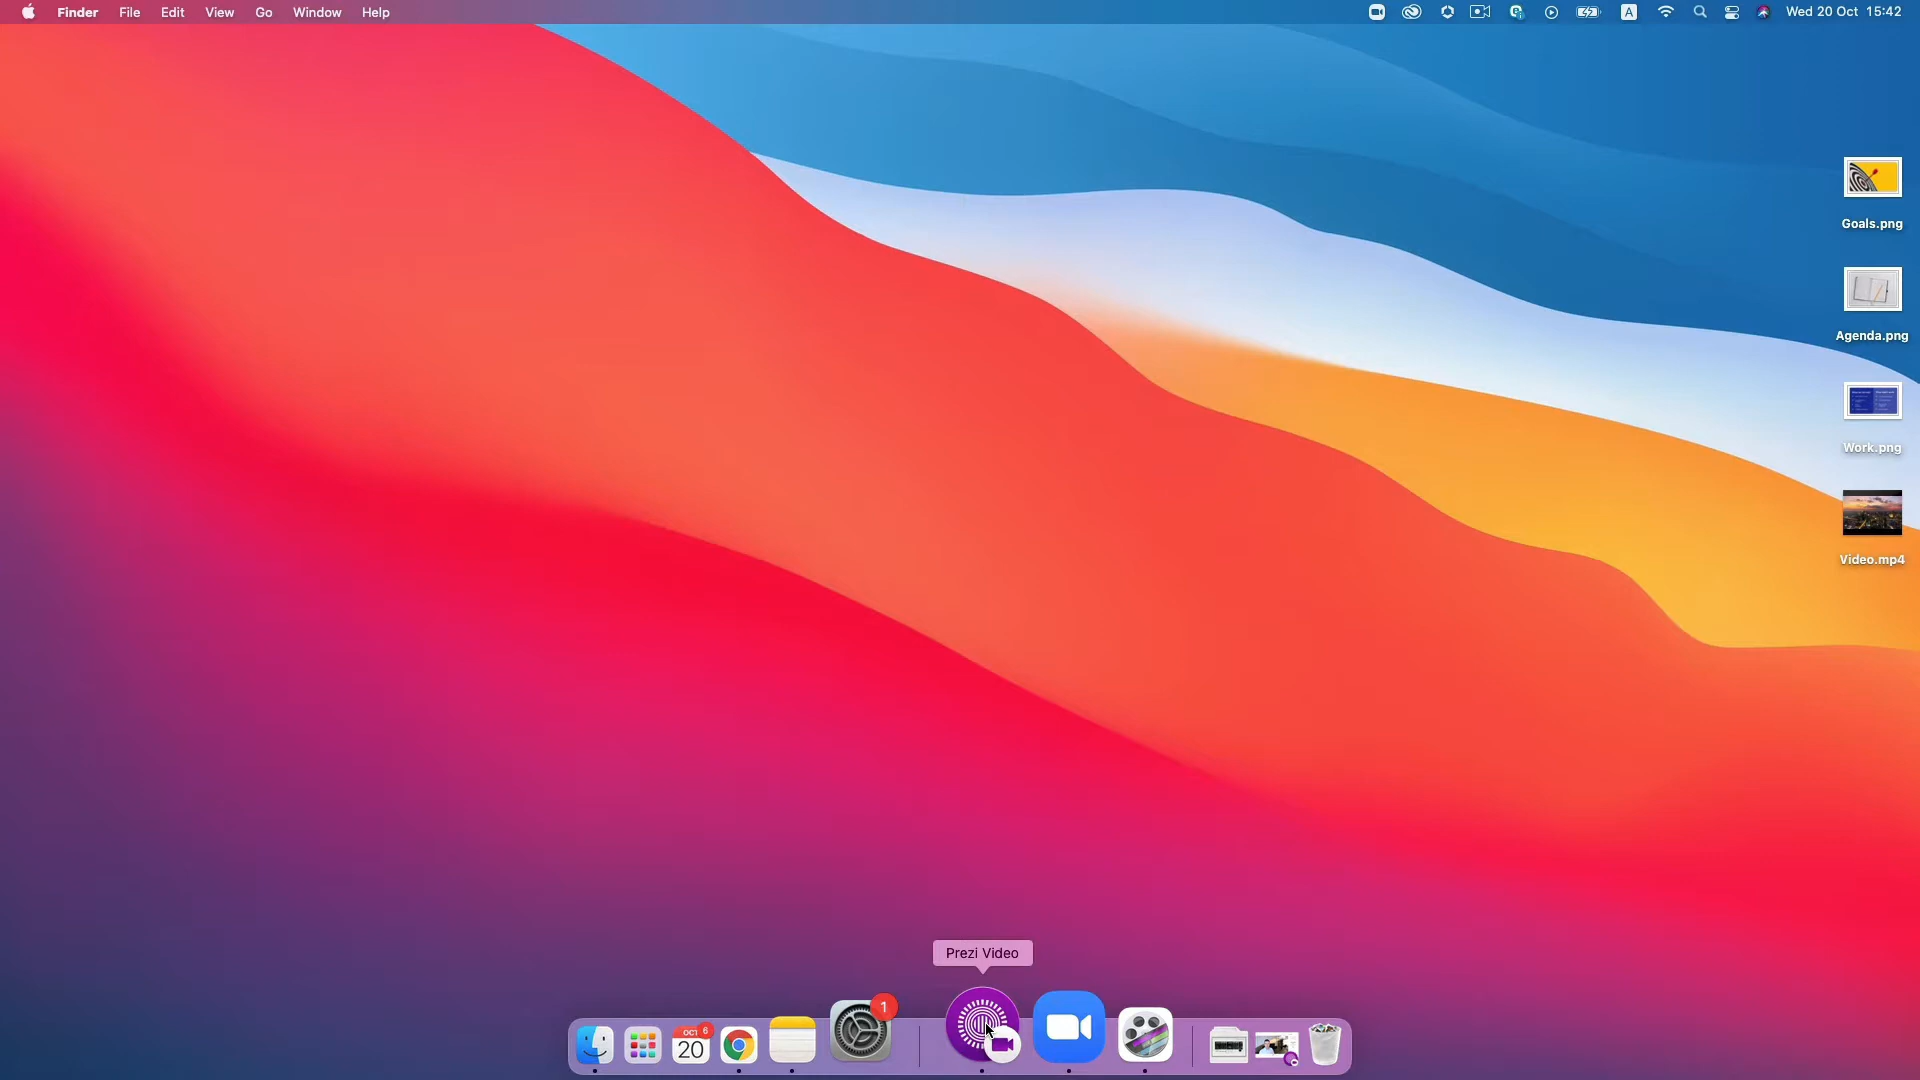 Finder File Edit View Go Window Help
A
Wed 20 Oct 15:42
Goals.png
Agenda.png
Work.png
Video.mp4
Prezi Video
1
OCT 6
20